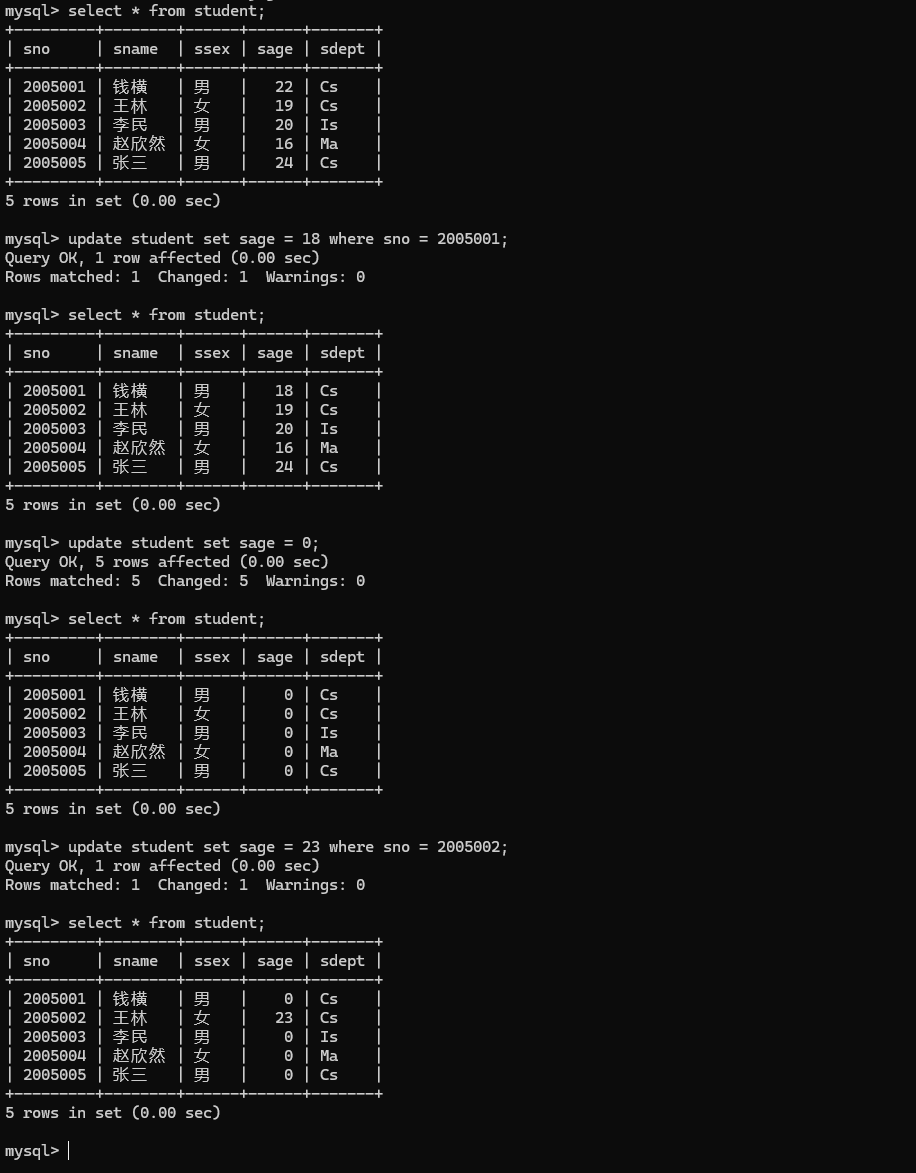 mysql> select * from student;
+---------+--------+------+------+-------+
| sno     | sname  | ssex | sage | sdept |
+---------+--------+------+------+-------+
| 2005001 | 钱横   | 男   |   22 | Cs    |
| 2005002 | 王林   | 女   |   19 | Cs    |
| 2005003 | 李民   | 男   |   20 | Is    |
| 2005004 | 赵欣然 | 女   |   16 | Ma    |
| 2005005 | 张三   | 男   |   24 | Cs    |
+---------+--------+------+------+-------+
5 rows in set (0.00 sec)
mysql> update student set sage = 18 where sno = 2005001;
Query OK, 1 row affected (0.00 sec)
Rows matched: 1  Changed: 1  Warnings: 0
mysql> select * from student;
+---------+--------+------+------+-------+
| sno     | sname  | ssex | sage | sdept |
+---------+--------+------+------+-------+
| 2005001 | 钱横   | 男   |   18 | Cs    |
| 2005002 | 王林   | 女   |   19 | Cs    |
| 2005003 | 李民   | 男   |   20 | Is    |
| 2005004 | 赵欣然 | 女   |   16 | Ma    |
| 2005005 | 张三   | 男   |   24 | Cs    |
+---------+--------+------+------+-------+
5 rows in set (0.00 sec)
mysql> update student set sage = 0;
Query OK, 5 rows affected (0.00 sec)
Rows matched: 5  Changed: 5  Warnings: 0
mysql> select * from student;
+---------+--------+------+------+-------+
| sno     | sname  | ssex | sage | sdept |
+---------+--------+------+------+-------+
| 2005001 | 钱横   | 男   |    0 | Cs    |
| 2005002 | 王林   | 女   |    0 | Cs    |
| 2005003 | 李民   | 男   |    0 | Is    |
| 2005004 | 赵欣然 | 女   |    0 | Ma    |
| 2005005 | 张三   | 男   |    0 | Cs    |
+---------+--------+------+------+-------+
5 rows in set (0.00 sec)
mysql> update student set sage = 23 where sno = 2005002;
Query OK, 1 row affected (0.00 sec)
Rows matched: 1  Changed: 1  Warnings: 0
mysql> select * from student;
+---------+--------+------+------+-------+
| sno     | sname  | ssex | sage | sdept |
+---------+--------+------+------+-------+
| 2005001 | 钱横   | 男   |    0 | Cs    |
| 2005002 | 王林   | 女   |   23 | Cs    |
| 2005003 | 李民   | 男   |    0 | Is    |
| 2005004 | 赵欣然 | 女   |    0 | Ma    |
| 2005005 | 张三   | 男   |    0 | Cs    |
+---------+--------+------+------+-------+
5 rows in set (0.00 sec)
mysql>